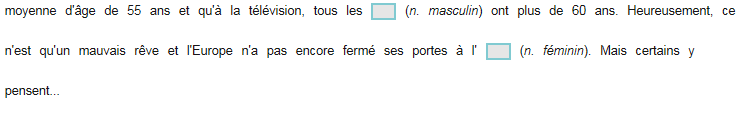 moyenne d'âge de 55 ans et qu'à la télévision, tous les (n. masculin) ont plus de 60 ans. Heureusement, ce
n'est qu'un mauvais rêve et l'Europe n'a pas encore fermé ses portes à l' (n. féminin). Mais certains y
pensent...